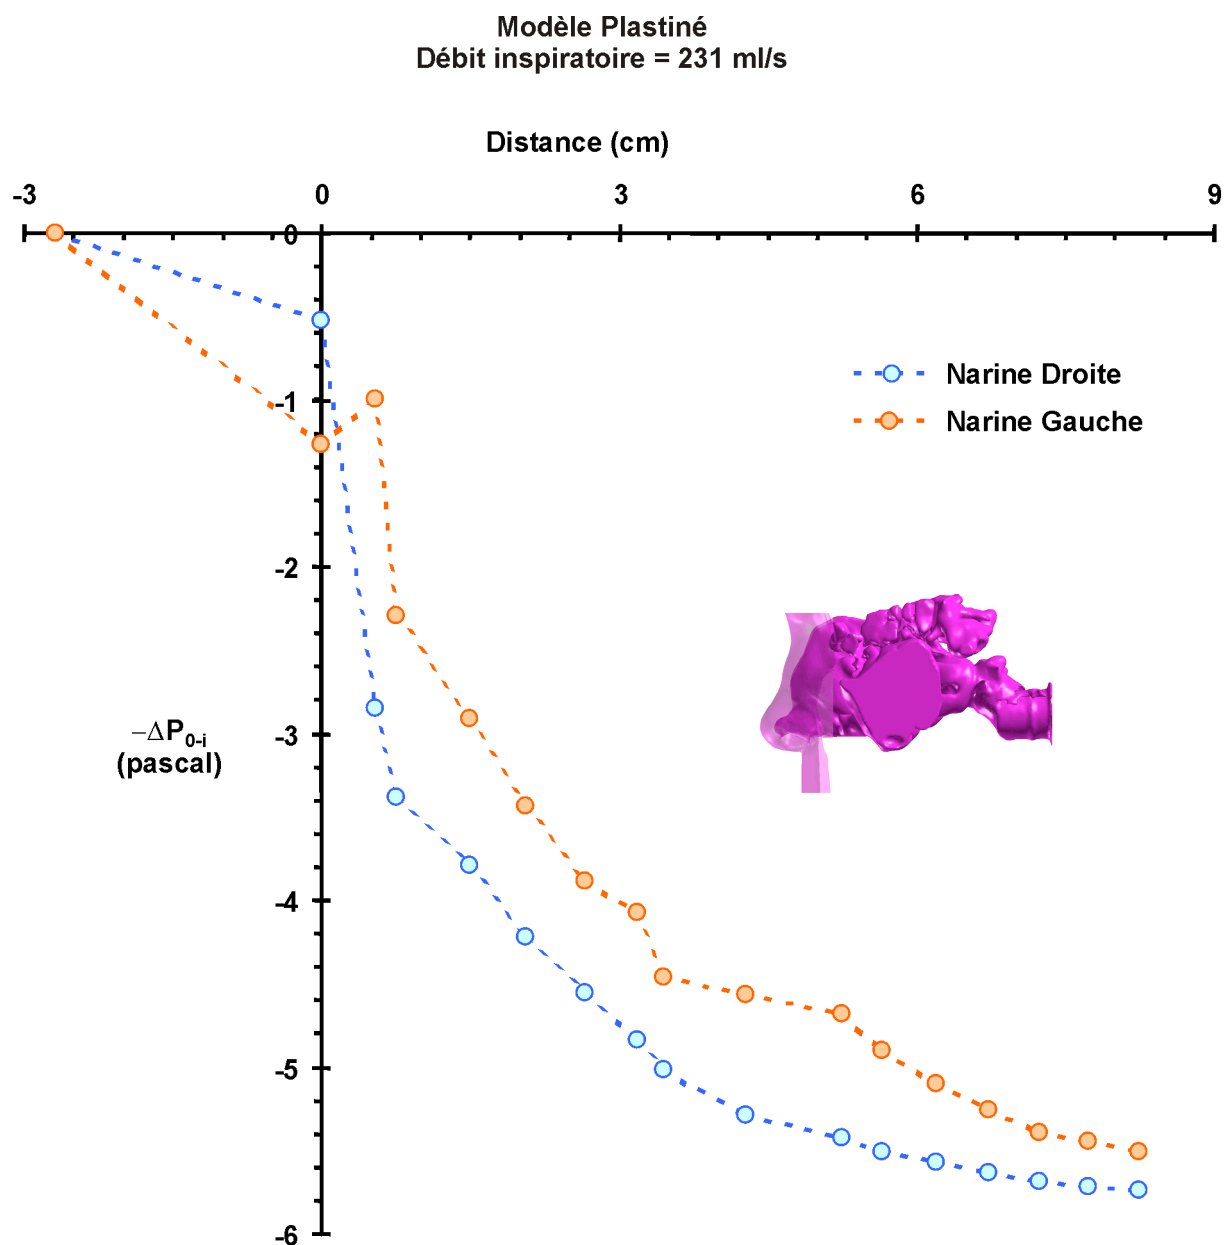 Modèle Plastiné
Débit inspiratoire = 231 ml/s
Distance (cm)
-3 0 3 6 9
0
-1
-2
-3
-4
-5
-6
Narine Droite
Narine Gauche
−ΔP0-i
(pascal)